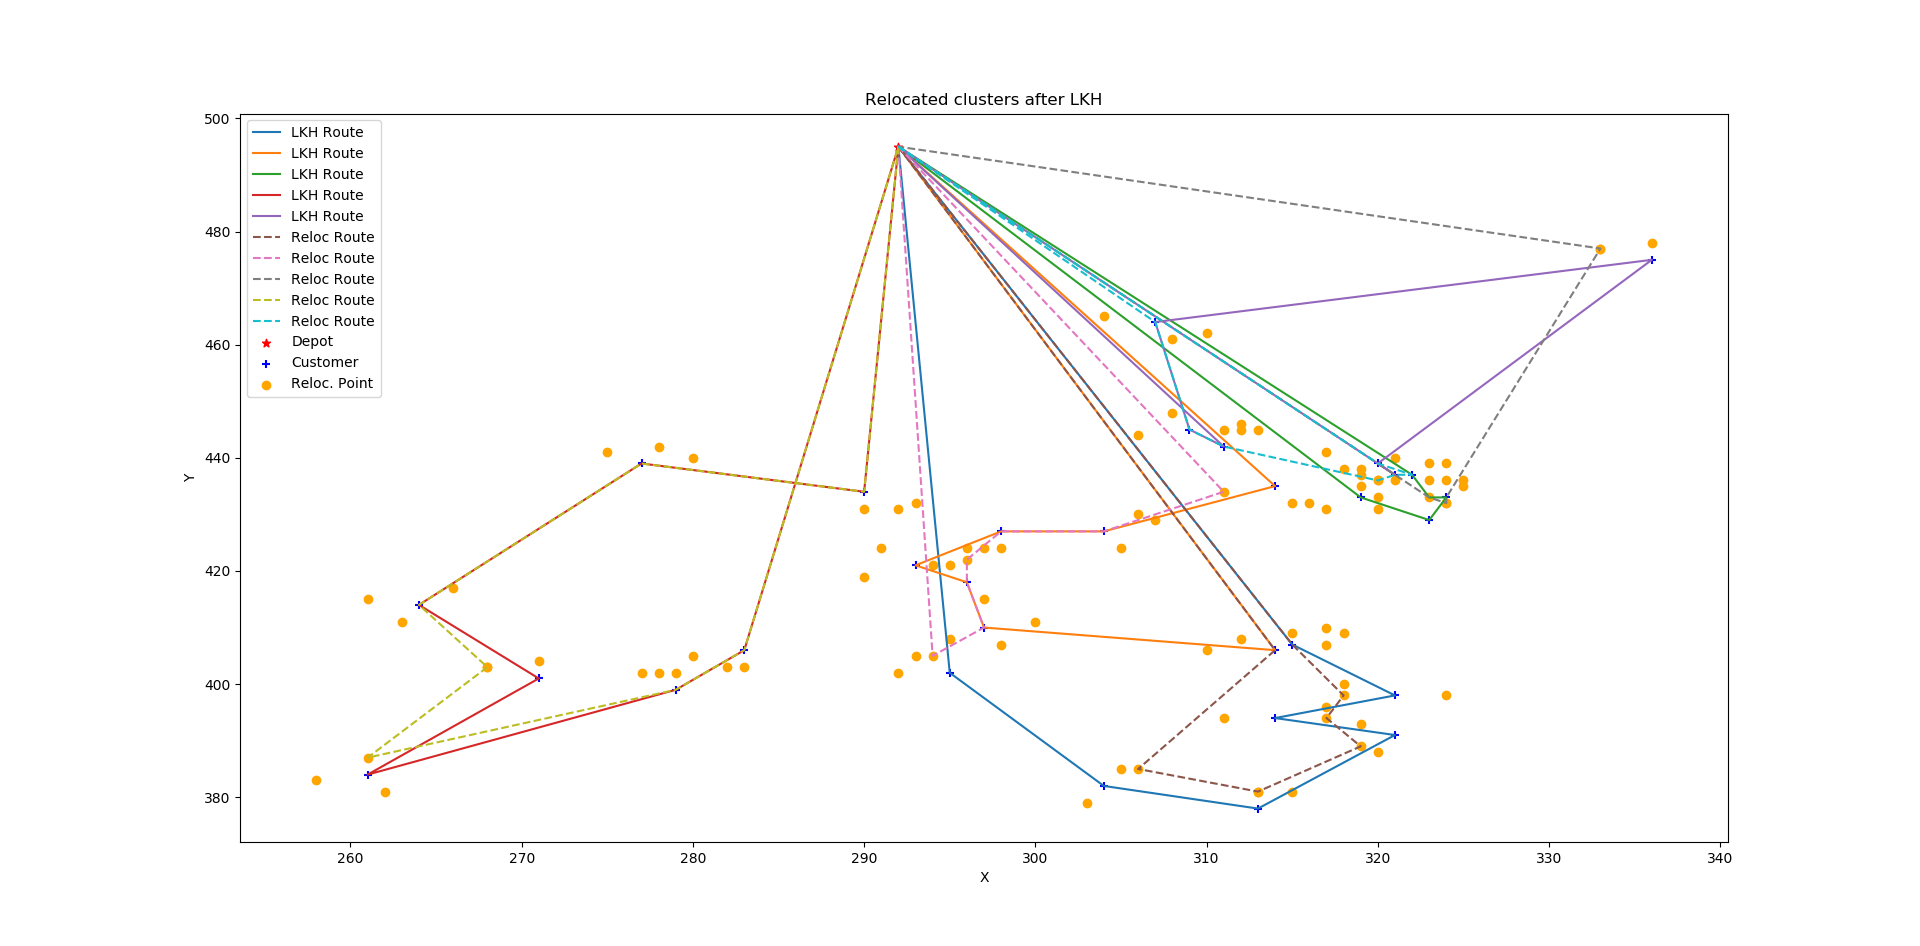 Relocated clusters after LKH
500
480
460
440
420
400
380
Y
LKH Route
LKH Route
LKH Route
LKH Route
LKH Route
Reloc Route
Reloc Route
Reloc Route
Reloc Route
Reloc Route
Depot
Customer
Reloc. Point
260 270 280 290 300 310 320 330 340
X